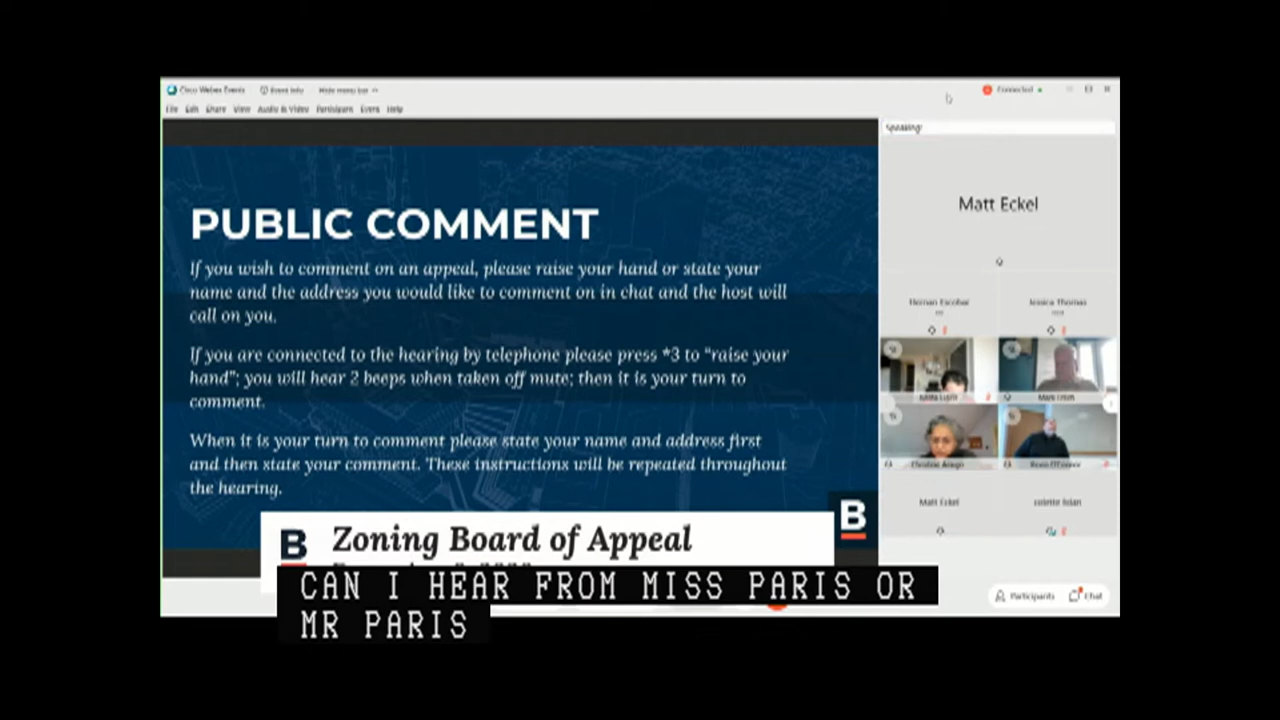 Cisco Webex Events Event Info Hide menu bar
Connected
File Edit Share View Audio & Video Participant Event Help
Speaking:
Matt Eckel
PUBLIC COMMENT
If you wish to comment on an appeal, please raise your hand or state your
name and the address you would like to comment on in chat and the host will
call on you.
If you are connected to the hearing by telephone please press *3 to "raise your
hand"; you will hear 2 beeps when taken off mute; then it is your turn to
comment.
When it is your turn to comment please state your name and address first
and then state your comment. These instructions will be repeated throughout
the hearing.
Hernan Escobar
Jessica Thomas
Matt Eckel
B
B
Zoning Board of Appeal
CAN I HEAR FROM MISS PARIS OR
MR PARIS
Participants
Chat